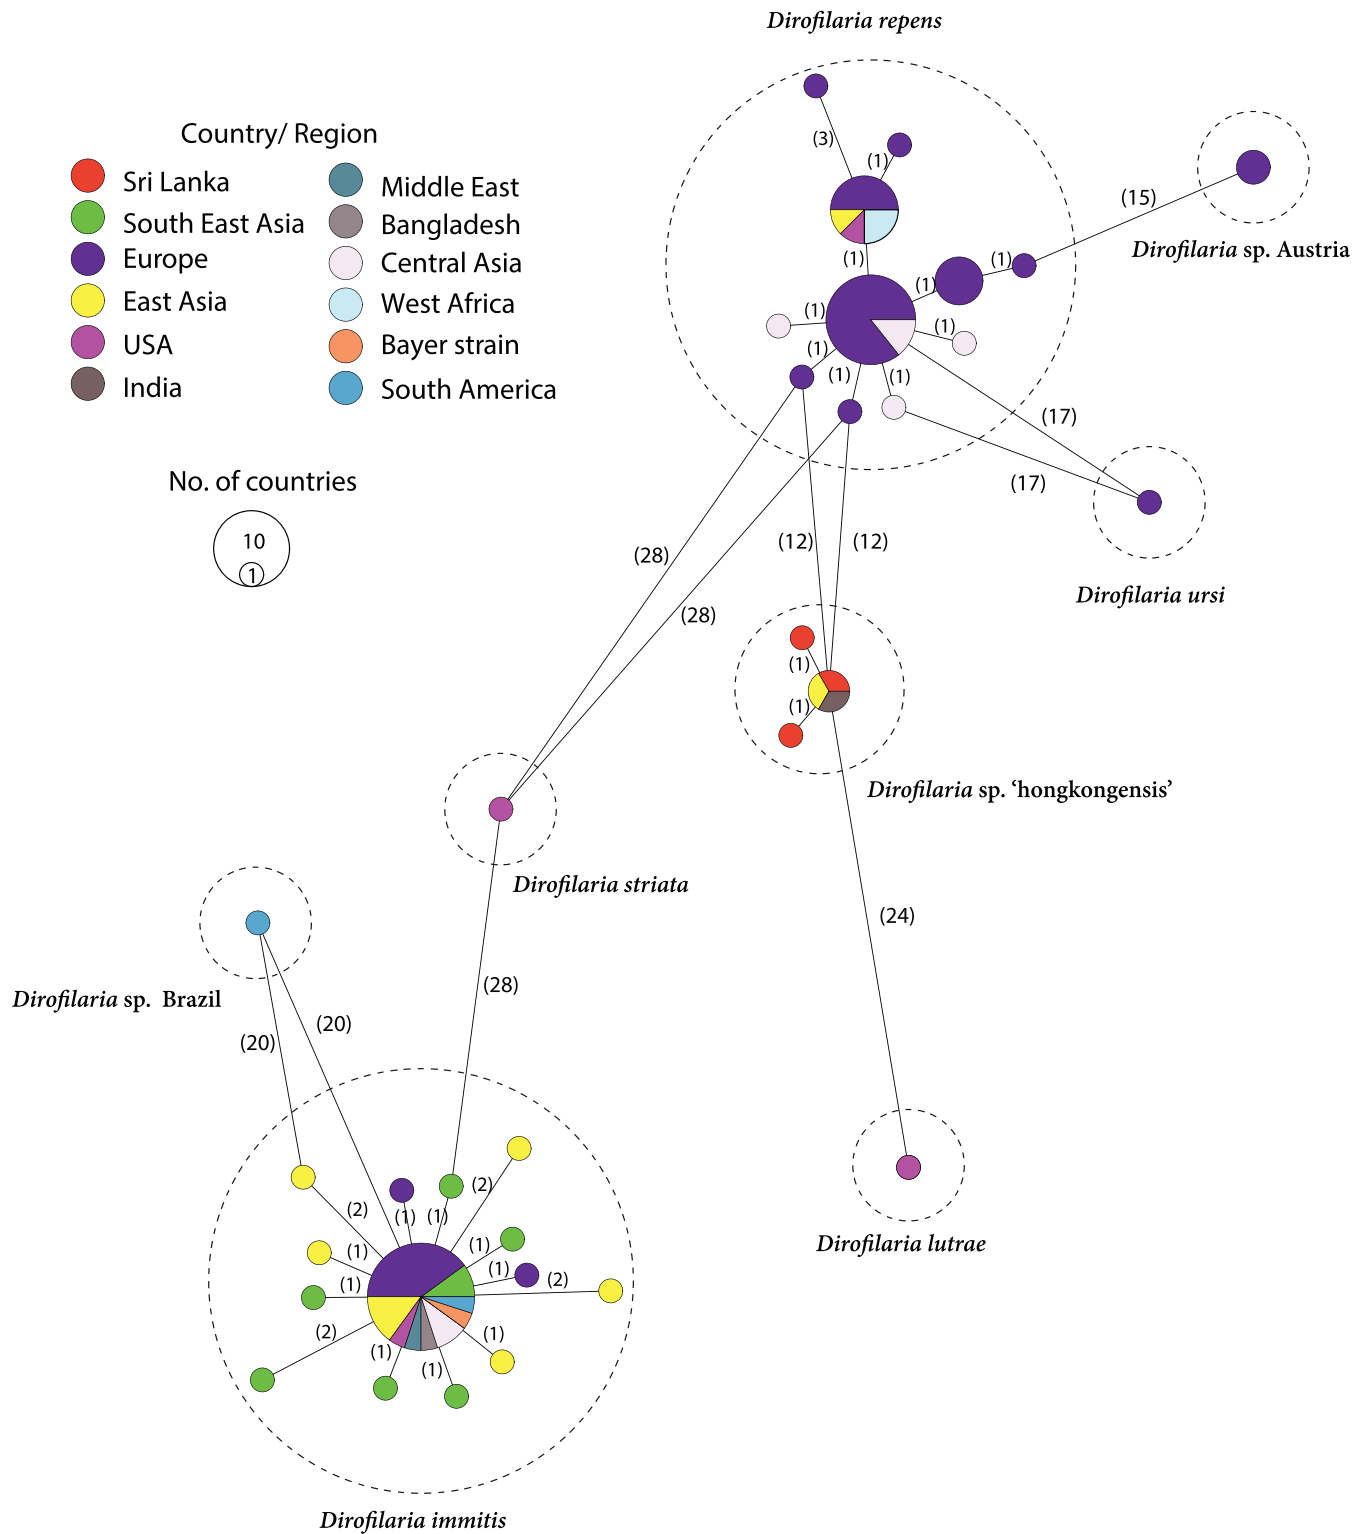 Dirofilaria repens
Country/ Region
Sri Lanka
South East Asia
Europe
East Asia
USA
India
Middle East
Bangladesh
Central Asia
West Africa
Bayer strain
South America
No. of countries
10
1
(3)
(1)
(1)
(1)
(1)
(1)
(1)
(1)
(1)
(1)
(15)
Dirofilaria sp. Austria
(17)
(17)
Dirofilaria ursi
(12)
(12)
(28)
(28)
(1)
(1)
Dirofilaria sp. ‘hongkongensis’
Dirofilaria striata
(24)
(28)
Dirofilaria sp. Brazil
(20)
(20)
Dirofilaria lutrae
(2)
(2)
(1)
(1)
(1)
(1)
(1)
(2)
(1)
(2)
(1)
(1)
(1)
Dirofilaria immitis